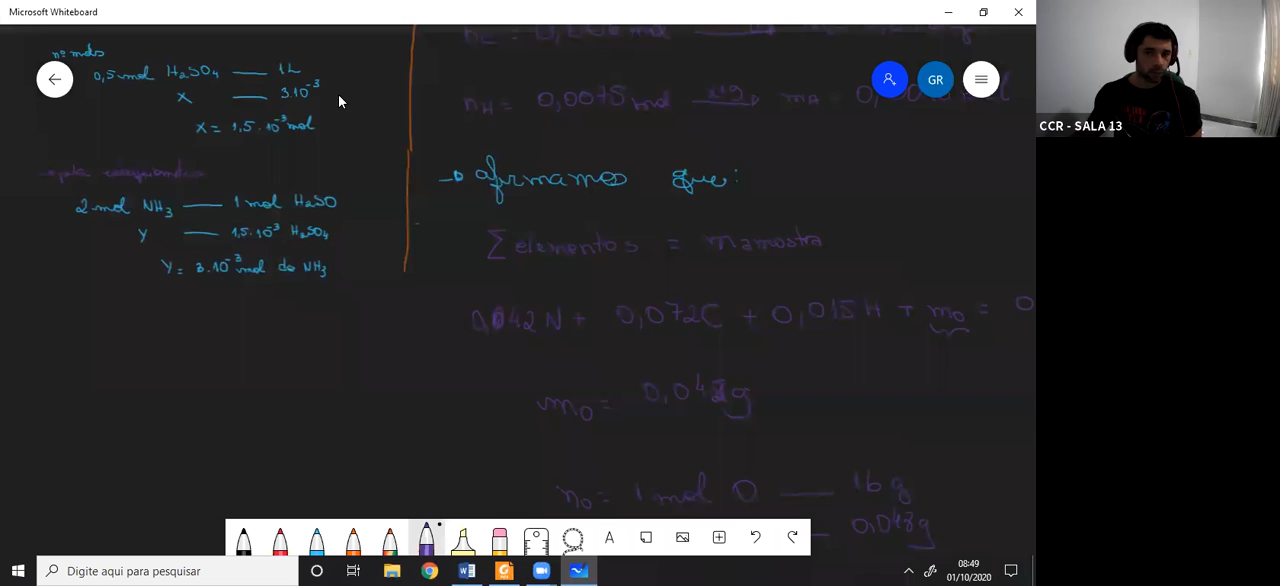 Microsoft Whiteboard
nº mols
0,5 mol H₂SO₄ —— 1L
x —— 3.10⁻³
x = 1,5.10⁻³ mol
2 mol NH₃ —— 1 mol H₂SO
Y —— 1,5.10⁻³ H₂SO₄
Y = 3.10⁻³ mol de NH₃
nH = 0,0075 mol
afirmamos que:
Σ elementos = mamostra
0,042 N + 0,072 C + 0,015 H + mo = 0
mo = 0,048g
no = 1 mol O —— 16 g
—— 0,048g
GR
CCR - SALA 13
A
Digite aqui para pesquisar
08:49
01/10/2020